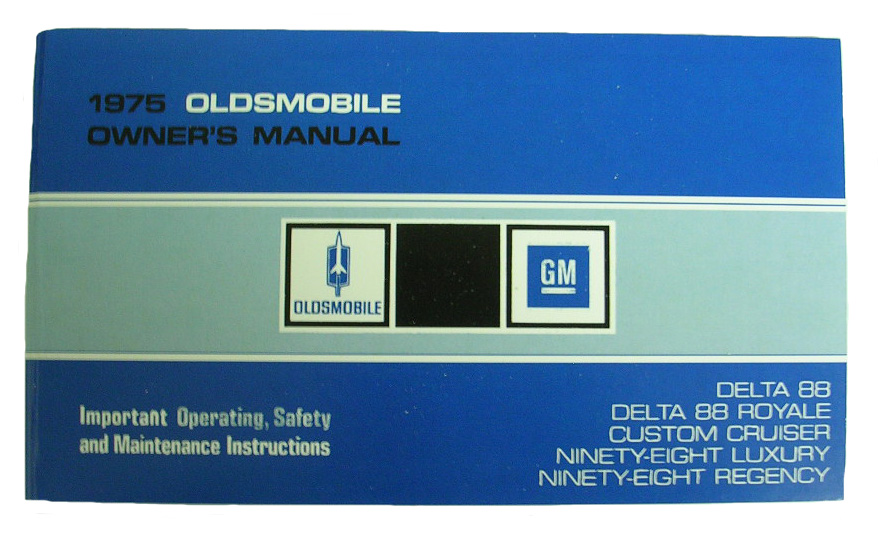 1975 OLDSMOBILE
OWNER'S MANUAL
OLDSMOBILE
GM
Important Operating, Safety
and Maintenance Instructions
DELTA 88
DELTA 88 ROYALE
CUSTOM CRUISER
NINETY-EIGHT LUXURY
NINETY-EIGHT REGENCY